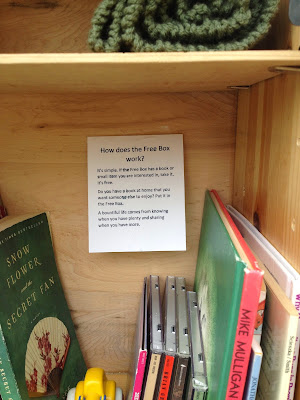 How does the Free Box
work?
It's simple. If the Free Box has a book or
small item you are interested in, take it,
it's free.
Do you have a book at home that you
want someone else to enjoy? Put it in
the Free Box.
A bountiful life comes from knowing
when you have plenty and sharing
when you have more.
SNOW
FLOWER
and the
SECRET FAN
MIKE MULLIGAN